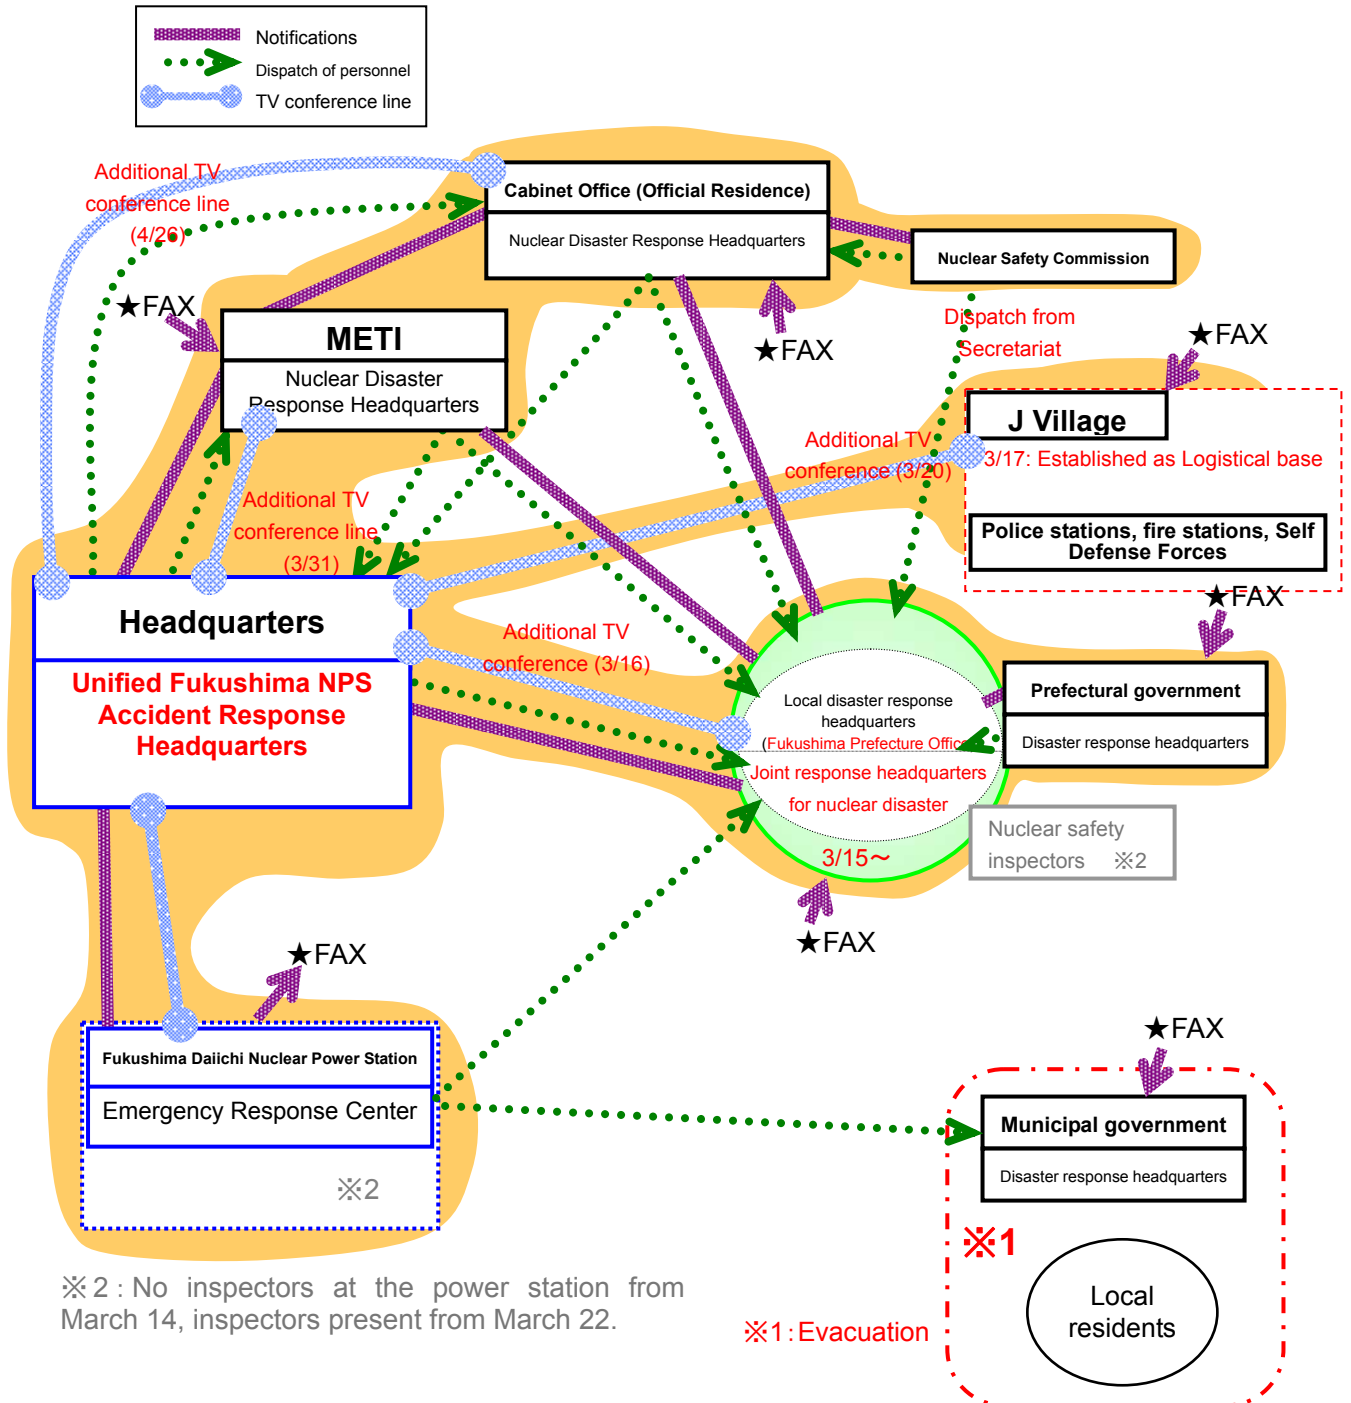 Notifications
Dispatch of personnel
TV conference line
Additional TV
conference line
(4/26)
Cabinet Office (Official Residence)
Nuclear Disaster Response Headquarters
Nuclear Safety Commission
★FAX
METI
Nuclear Disaster
Response Headquarters
★FAX
Dispatch from
Secretariat
★FAX
J Village
3/17: Established as Logistical base
Police stations, fire stations, Self
Defense Forces
Additional TV
conference (3/20)
Additional TV
conference line
(3/31)
★FAX
Headquarters
Unified Fukushima NPS
Accident Response
Headquarters
Additional TV
conference (3/16)
Local disaster response
headquarters
(Fukushima Prefecture Office
Joint response headquarters
for nuclear disaster
3/15~
Prefectural government
Disaster response headquarters
Nuclear safety
inspectors ※2
★FAX
★FAX
Fukushima Daiichi Nuclear Power Station
Emergency Response Center
※2
★FAX
Municipal government
Disaster response headquarters
※1
Local
residents
※2 : No inspectors at the power station from
March 14, inspectors present from March 22.
※1: Evacuation